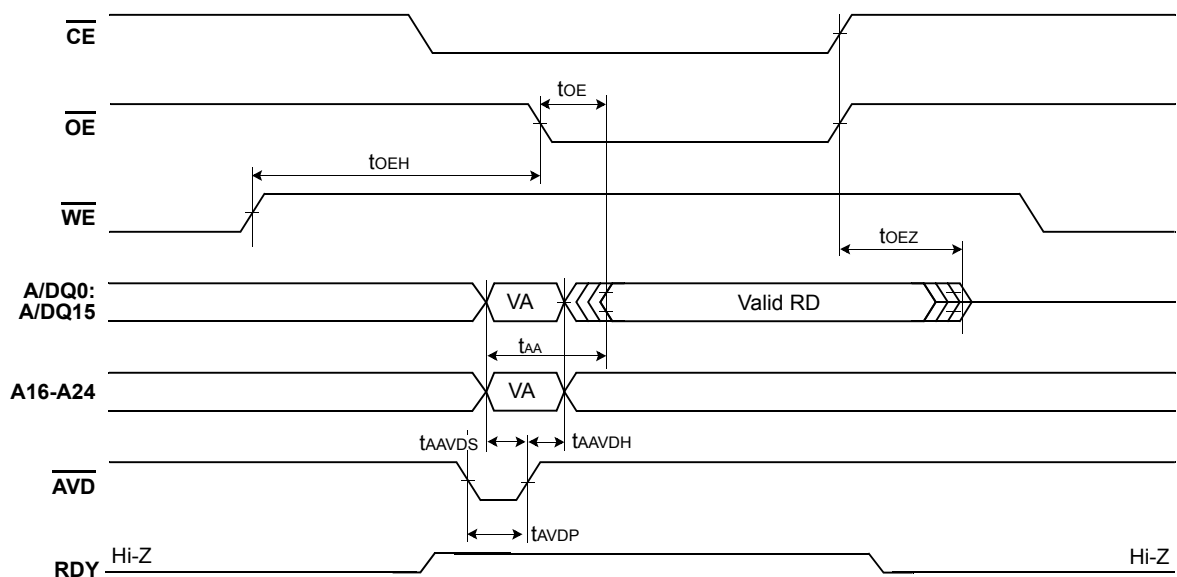 CE
tOE
OE
tOEH
WE
tOEZ
A/DQ0:
A/DQ15
VA
Valid RD
tAA
A16-A24
VA
tAAVDS
tAAVDH
AVD
tAVDP
Hi-Z
Hi-Z
RDY